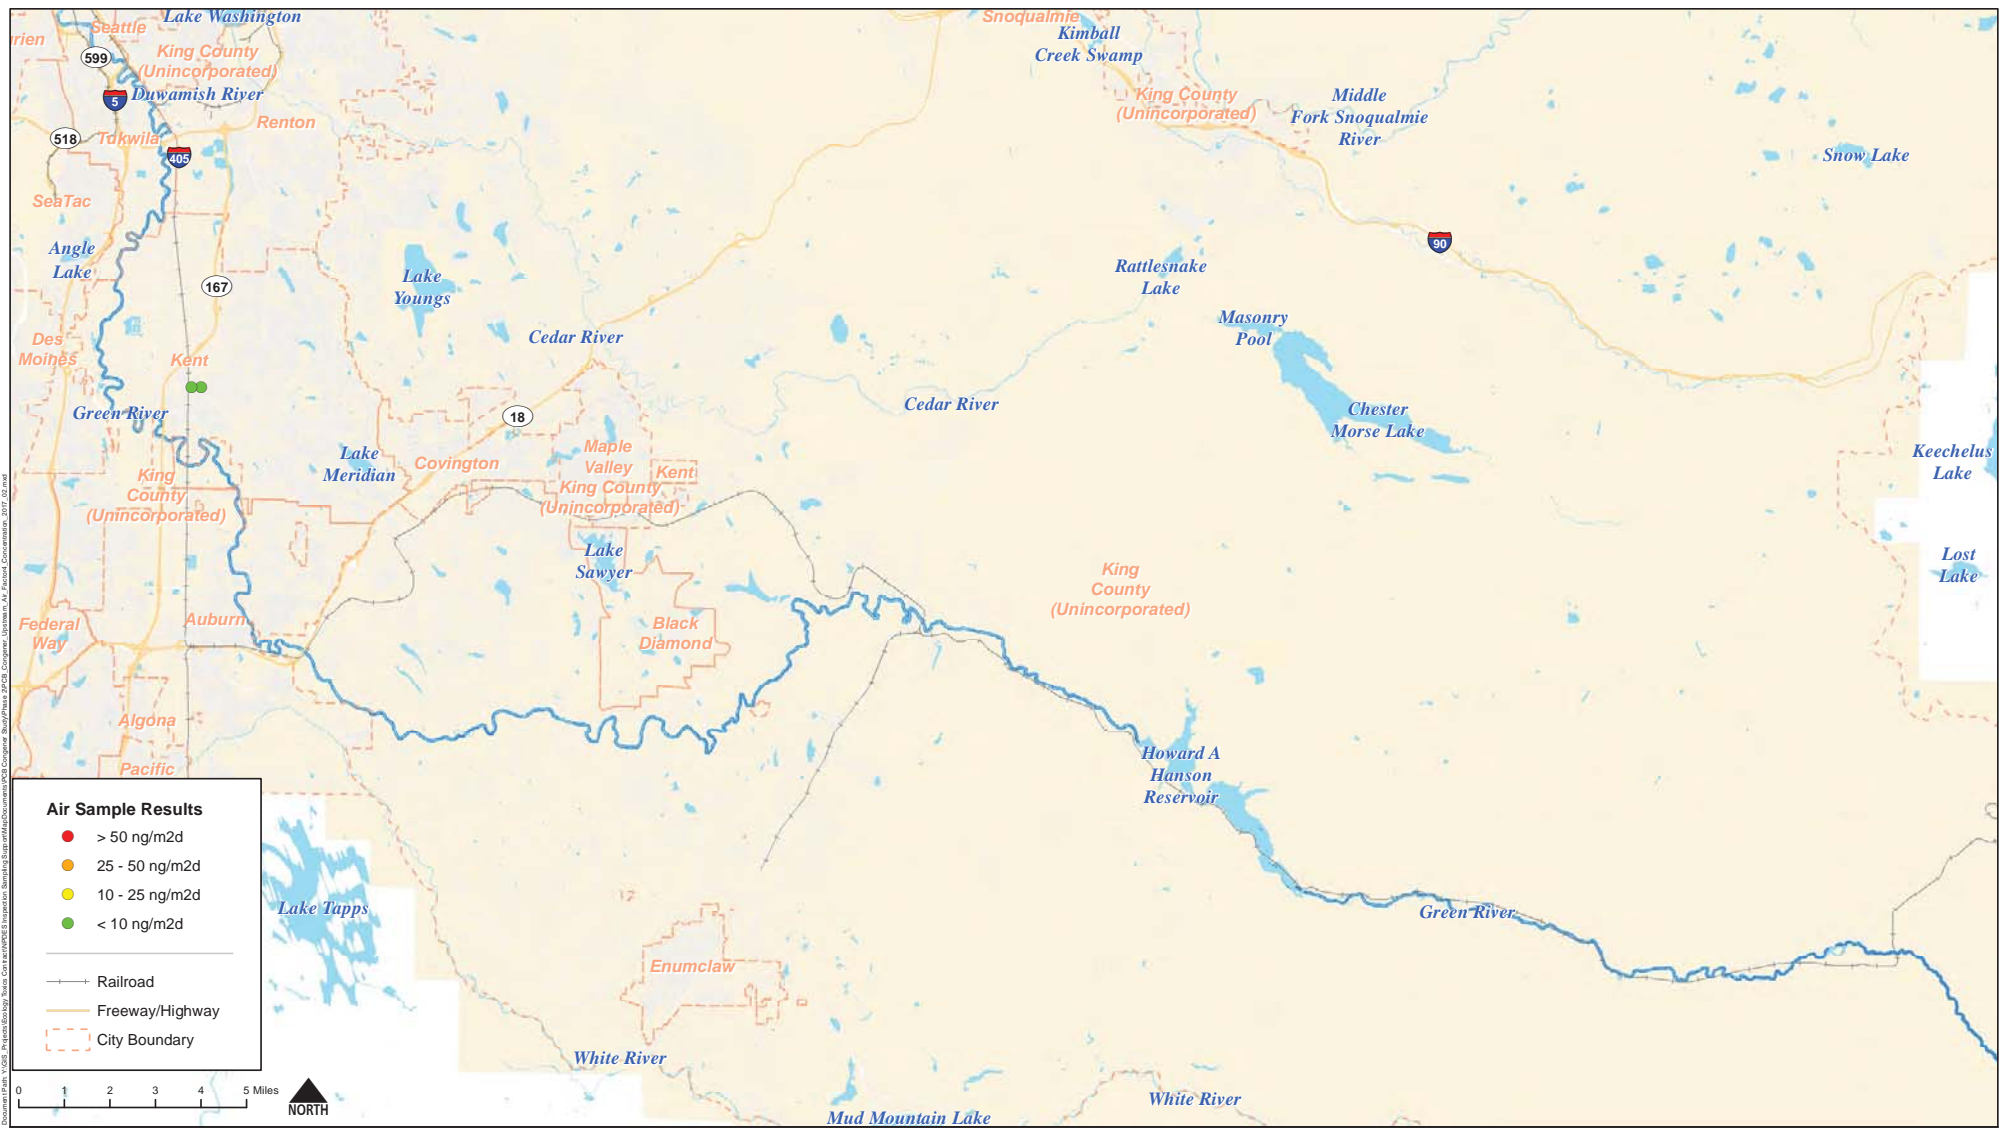 Lake Washington
Seattle
rien
599
King County
(Unincorporated)
5
Duwamish River
Renton
518
Tukwila
405
SeaTac
Angle
Lake
167
Lake
Youngs
Des
Moines
Kent
Cedar River
Green River
18
Snoqualmie
Kimball
Creek Swamp
King County
(Unincorporated)
Middle
Fork Snoqualmie
River
Snow Lake
90
Rattlesnake
Lake
Masonry
Pool
Cedar River
Chester
Morse Lake
Keechelus
Lake
Lost
Lake
King
County
(Unincorporated)
Lake
Meridian
Covington
Maple
Valley
Kent
King County
(Unincorporated)
Lake
Sawyer
King
County
(Unincorporated)
Federal
Way
Auburn
Black
Diamond
Algona
Pacific
Howard A
Hanson
Reservoir
Green River
Lake Tapps
Enumclaw
White River
White River
Mud Mountain Lake
Air Sample Results
> 50 ng/m2d
25 - 50 ng/m2d
10 - 25 ng/m2d
< 10 ng/m2d
Railroad
Freeway/Highway
City Boundary
0 1 2 3 4 5 Miles
NORTH